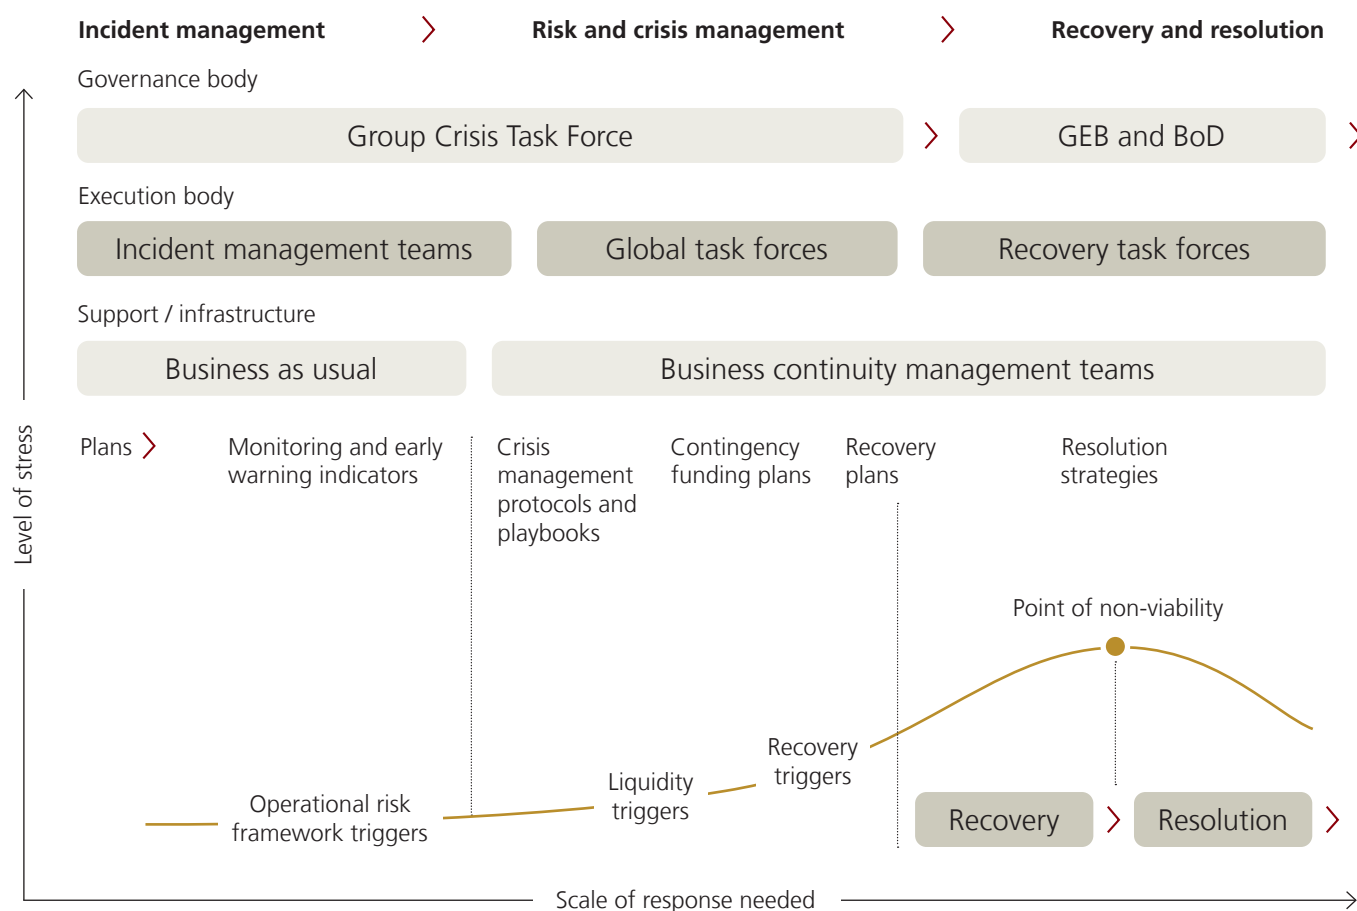 Incident management
Risk and crisis management
Recovery and resolution
Governance body
Group Crisis Task Force
GEB and BoD
Execution body
Incident management teams
Global task forces
Recovery task forces
Support / infrastructure
Business as usual
Business continuity management teams
Level of stress
Plans
Monitoring and early
warning indicators
Crisis
management
protocols and
playbooks
Contingency
funding plans
Recovery
plans
Resolution
strategies
Point of non-viability
Operational risk
framework triggers
Liquidity
triggers
Recovery
triggers
Recovery
Resolution
Scale of response needed